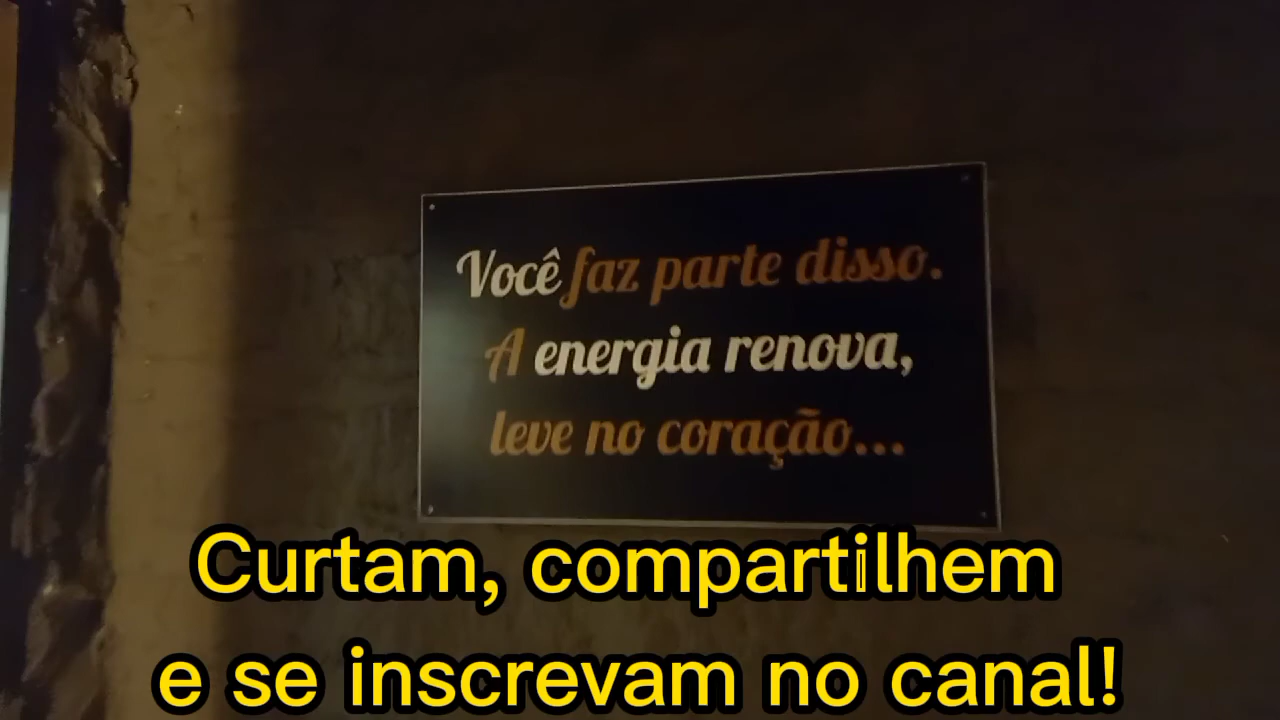 Você faz parte disso.
A energia renova,
leve no coração...
Curtam, compartilhem
e se inscrevam no canal!